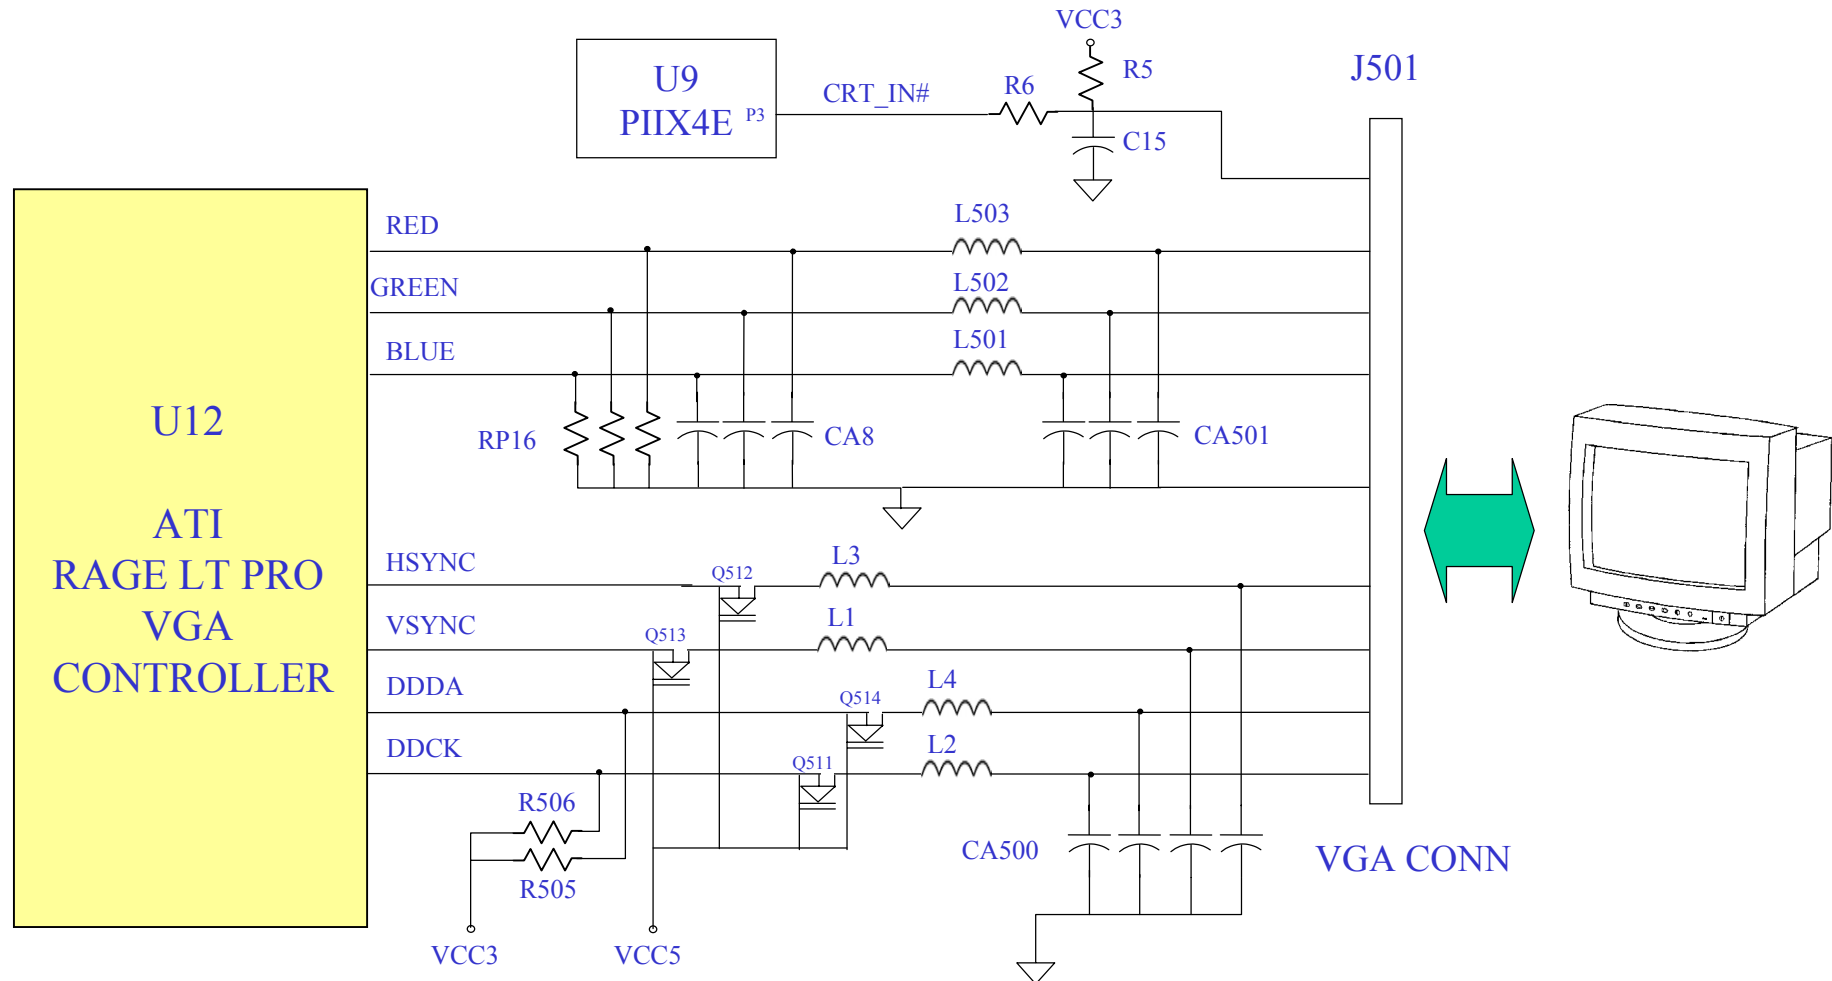 VCC3
U9
PIIX4E P3
CRT_IN#
R6
R5
C15
J501
RED
L503
GREEN
L502
BLUE
L501
U12
ATI
RAGE LT PRO
VGA
CONTROLLER
RP16
CA8
CA501
HSYNC
Q512
L3
VSYNC
Q513
L1
DDDA
Q514
L4
DDCK
Q511
L2
R506
R505
CA500
VGA CONN
VCC3
VCC5